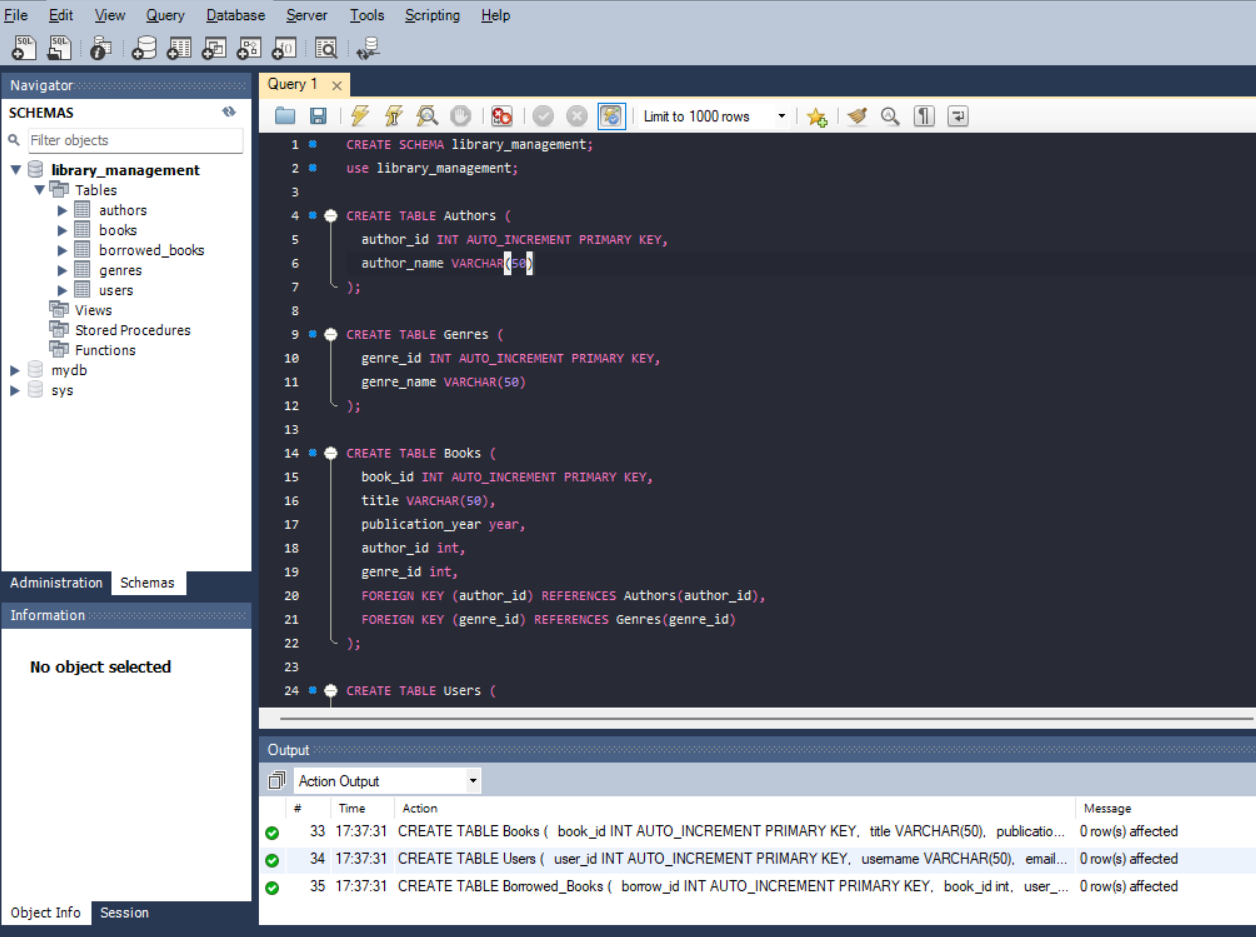 File Edit View Query Database Server Tools Scripting Help
SQL SQL
Navigator
SCHEMAS
Filter objects
library_management
Tables
authors
books
borrowed_books
genres
users
Views
Stored Procedures
Functions
mydb
sys
Administration Schemas
Information
No object selected
Object Info Session
Query 1
Limit to 1000 rows
1 CREATE SCHEMA library_management;
2 use library_management;
3
4 CREATE TABLE Authors (
5 author_id INT AUTO_INCREMENT PRIMARY KEY,
6 author_name VARCHAR(50)
7 );
8
9 CREATE TABLE Genres (
10 genre_id INT AUTO_INCREMENT PRIMARY KEY,
11 genre_name VARCHAR(50)
12 );
13
14 CREATE TABLE Books (
15 book_id INT AUTO_INCREMENT PRIMARY KEY,
16 title VARCHAR(50),
17 publication_year year,
18 author_id int,
19 genre_id int,
20 FOREIGN KEY (author_id) REFERENCES Authors(author_id),
21 FOREIGN KEY (genre_id) REFERENCES Genres(genre_id)
22 );
23
24 CREATE TABLE Users (
Output
Action Output
# Time Action Message
33 17:37:31 CREATE TABLE Books ( book_id INT AUTO_INCREMENT PRIMARY KEY, title VARCHAR(50), publicatio... 0 row(s) affected
34 17:37:31 CREATE TABLE Users ( user_id INT AUTO_INCREMENT PRIMARY KEY, username VARCHAR(50), email... 0 row(s) affected
35 17:37:31 CREATE TABLE Borrowed_Books ( borrow_id INT AUTO_INCREMENT PRIMARY KEY, book_id int, user_... 0 row(s) affected